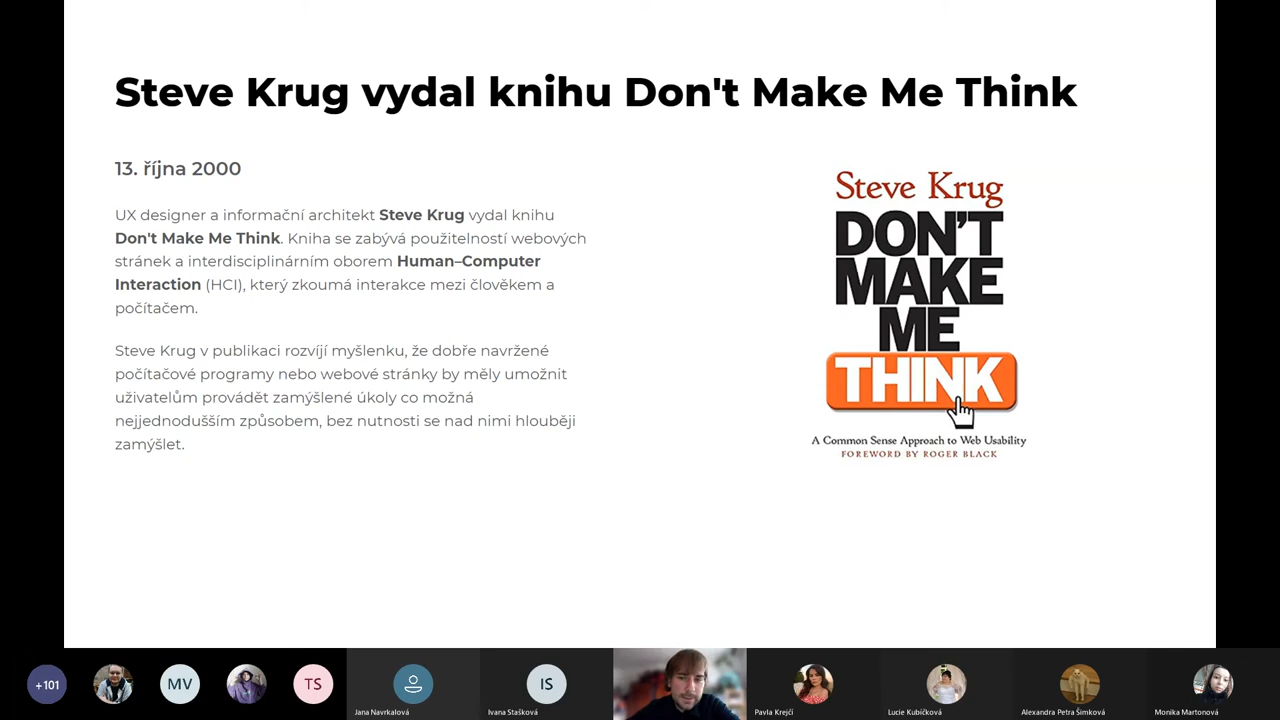 Steve Krug vydal knihu Don't Make Me Think
13. října 2000
UX designer a informační architekt Steve Krug vydal knihu
Don't Make Me Think. Kniha se zabývá použitelností webových
stránek a interdisciplinárním oborem Human–Computer
Interaction (HCI), který zkoumá interakce mezi člověkem a
počítačem.
Steve Krug v publikaci rozvíjí myšlenku, že dobře navržené
počítačové programy nebo webové stránky by měly umožnit
uživatelům provádět zamýšlené úkoly co možná
nejjednodušším způsobem, bez nutnosti se nad nimi hlouběji
zamýšlet.
Steve Krug
DON'T
MAKE
ME
THINK
A Common Sense Approach to Web Usability
FOREWORD BY ROGER BLACK
+101
MV
TS
Jana Navrkalová
IS
Ivana Stašková
Pavla Krejčí
Lucie Kubíčková
Alexandra Petra Šimková
Monika Martonová